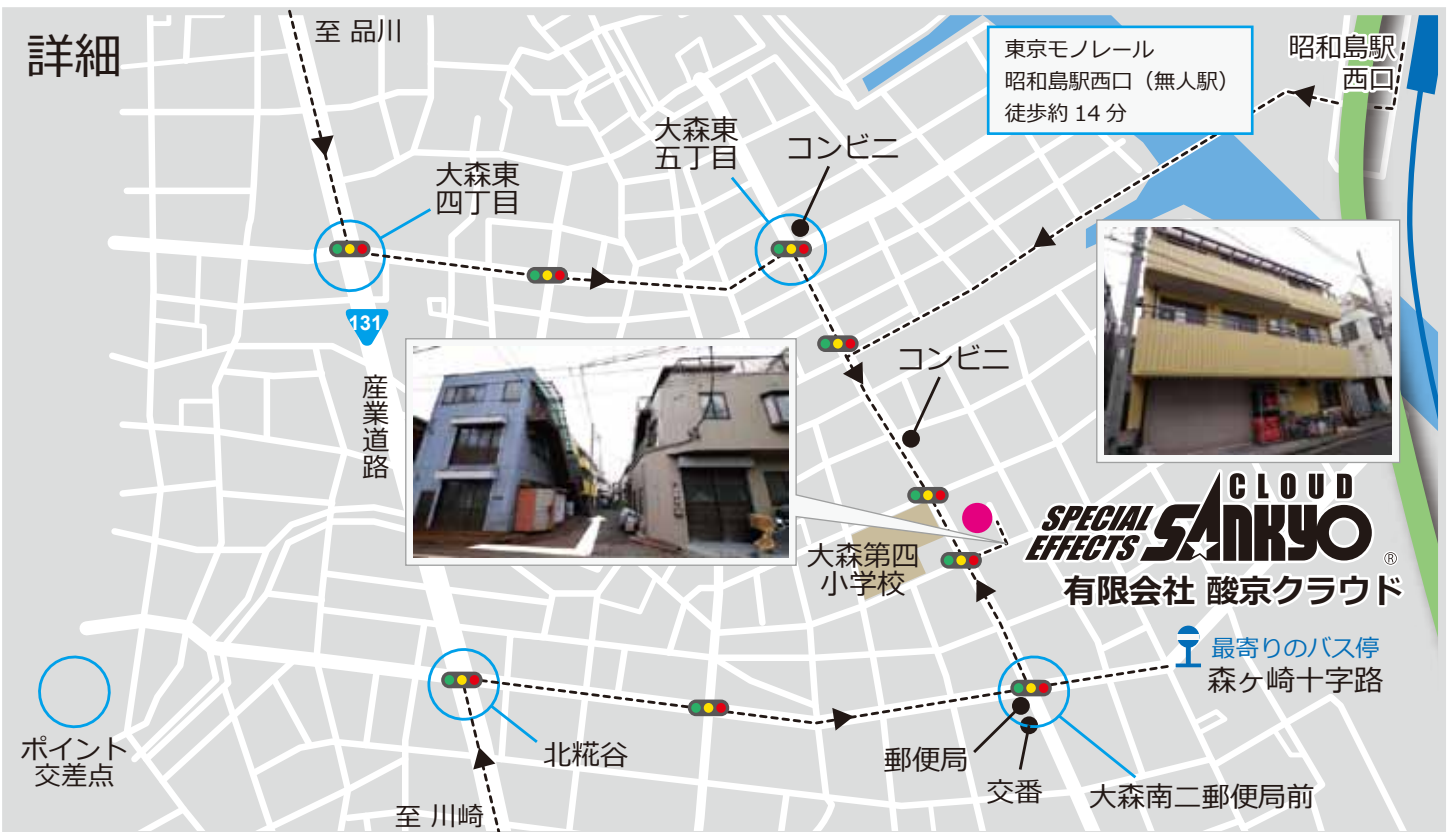 詳細
至 品川
東京モノレール
昭和島駅西口（無人駅）
徒歩約 14 分
昭和島駅
西口
大森東
五丁目
コンビニ
大森東
四丁目
131
産業道路
コンビニ
CLOUD
SPECIAL
EFFECTS
SANKYO
®
有限会社 酸京クラウド
大森第四
小学校
最寄りのバス停
森ヶ崎十字路
ポイント
交差点
北糀谷
郵便局
交番
大森南二郵便局前
至 川崎